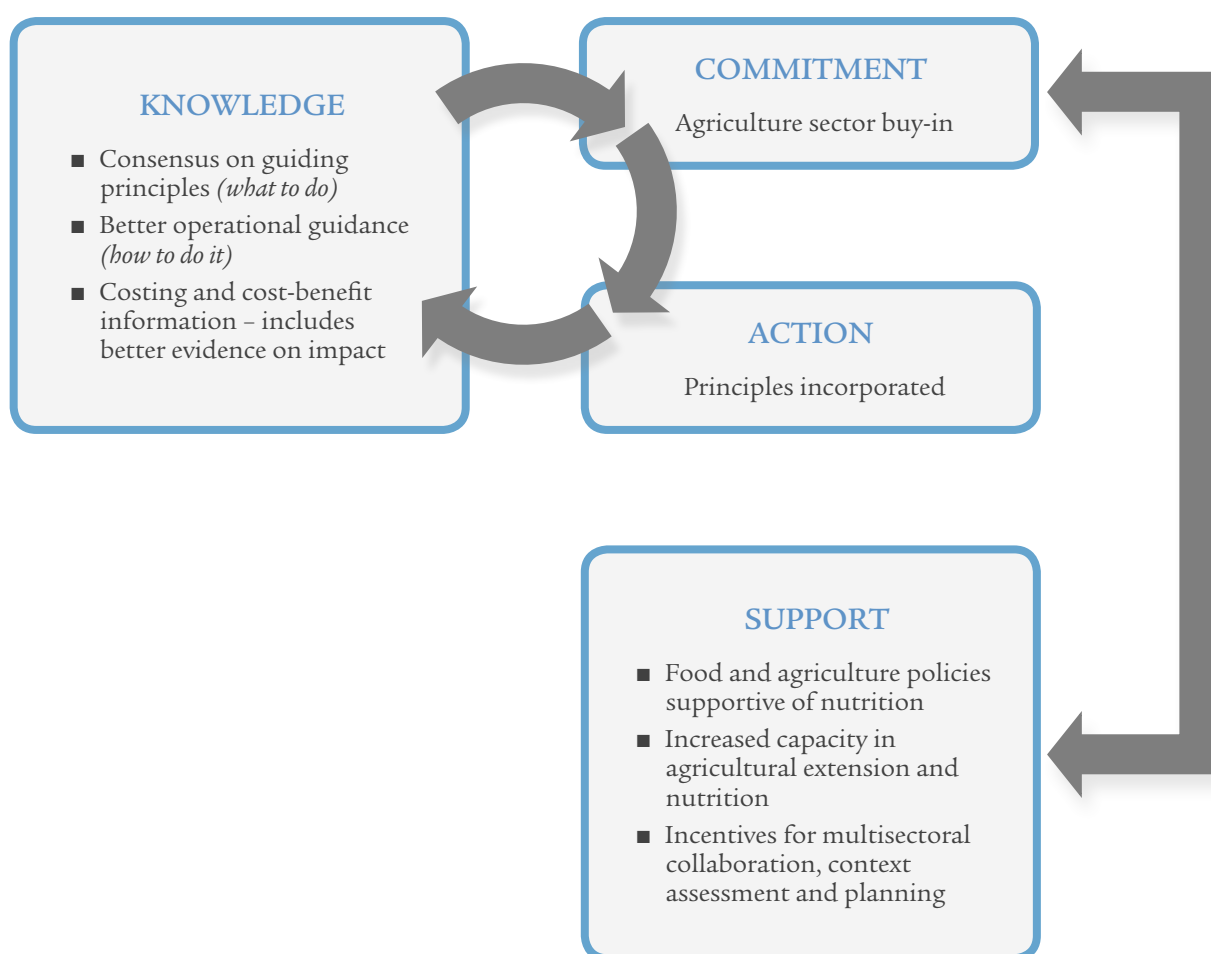 KNOWLEDGE
■ Consensus on guiding
principles (what to do)
■ Better operational guidance
(how to do it)
■ Costing and cost-benefit
information – includes
better evidence on impact
COMMITMENT
Agriculture sector buy-in
ACTION
Principles incorporated
SUPPORT
■ Food and agriculture policies
supportive of nutrition
■ Increased capacity in
agricultural extension and
nutrition
■ Incentives for multisectoral
collaboration, context
assessment and planning